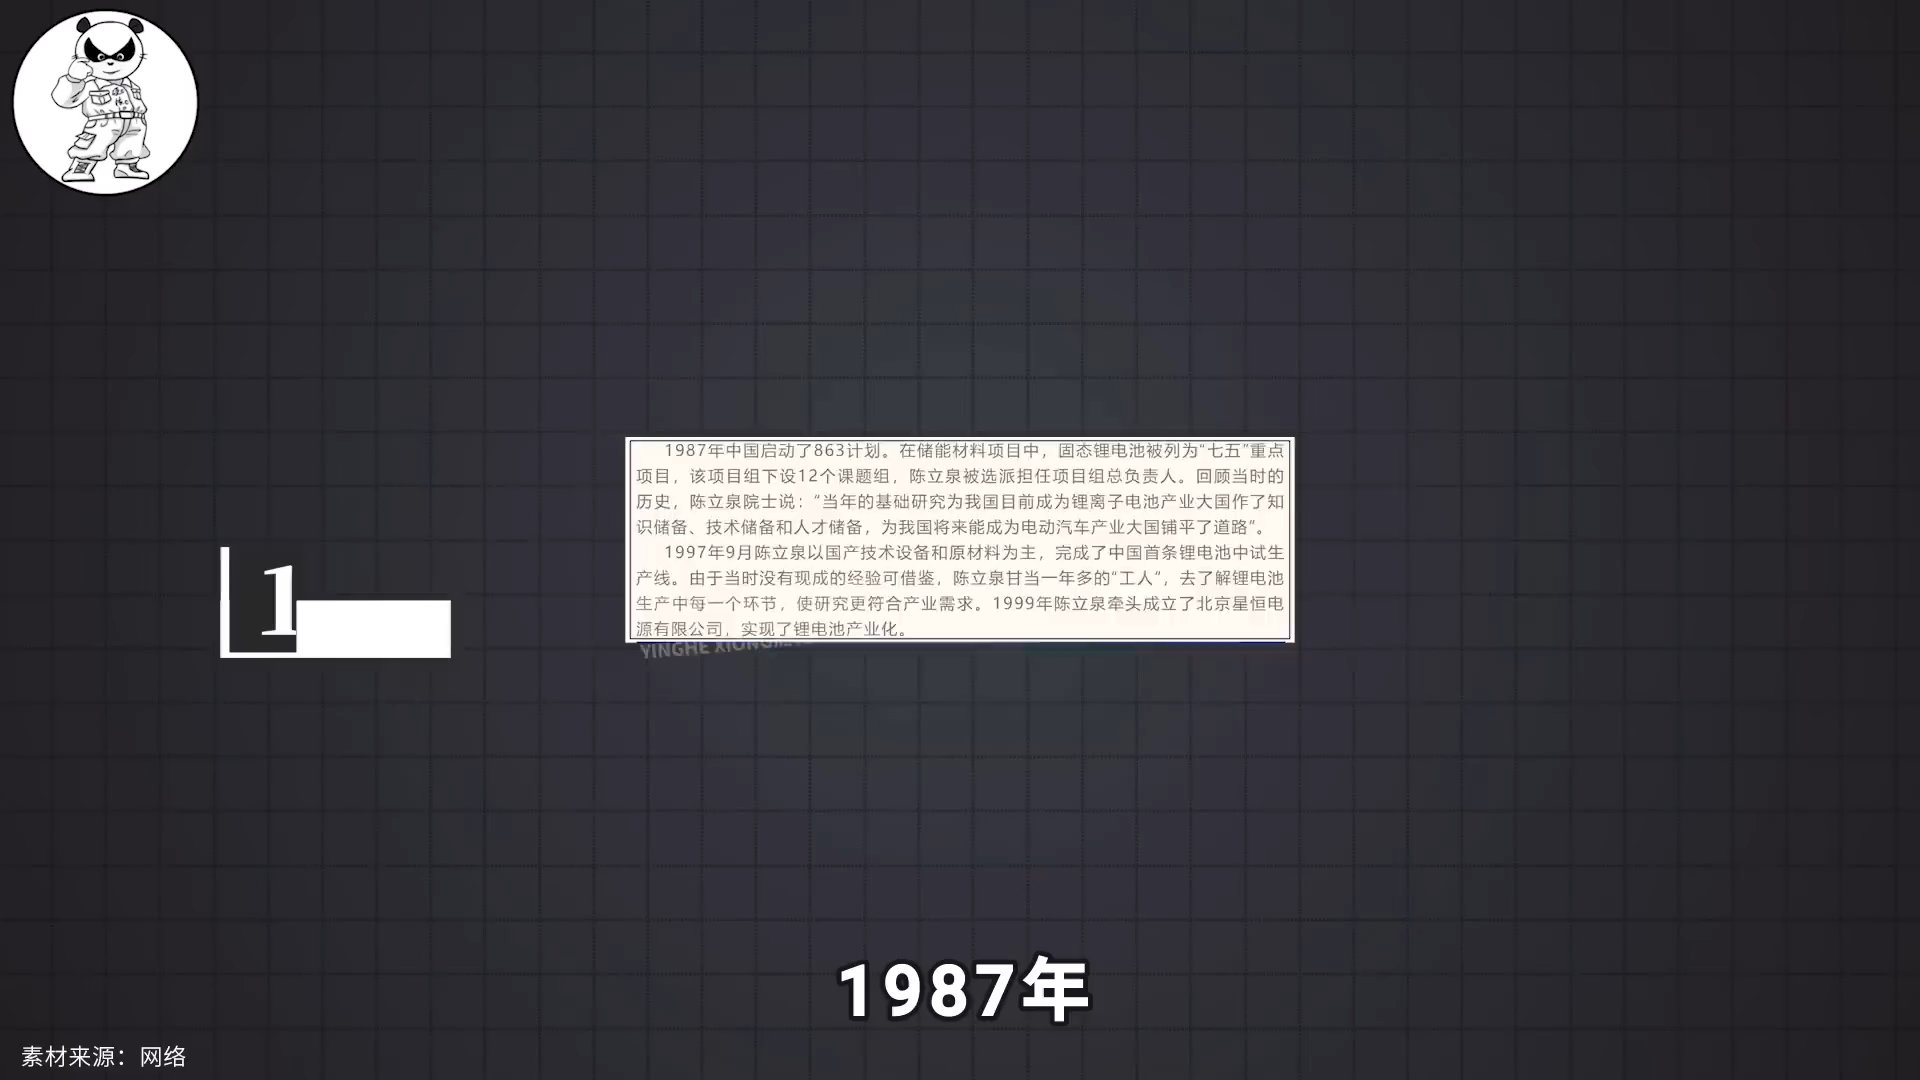 1987年中国启动了863计划。在储能材料项目中，固态锂电池被列为“七五”重点
项目，该项目组下设12个课题组，陈立泉被选派担任项目组总负责人。回顾当时的
历史，陈立泉院士说：“当年的基础研究为我国目前成为锂离子电池产业大国作了知
识储备、技术储备和人才储备，为我国将来能成为电动汽车产业大国铺平了道路”。
1997年9月陈立泉以国产技术设备和原材料为主，完成了中国首条锂电池中试生
产线。由于当时没有现成的经验可借鉴，陈立泉甘当一年多的“工人“，去了解锂电池
生产中每一个环节，使研究更符合产业需求。1999年陈立泉牵头成立了北京星恒电
源有限公司，实现了锂电池产业化。
1
YINGHE
1987年
素材来源：网络